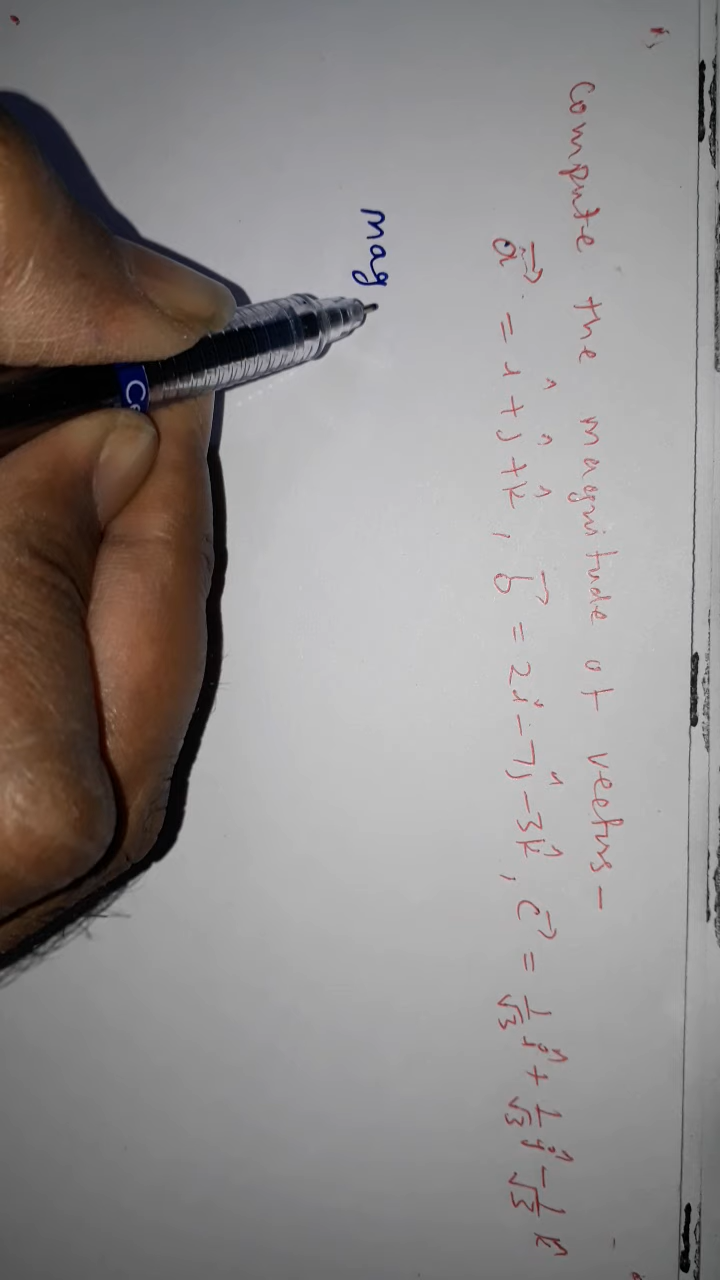 Compute the magnitude of vectors –
a⃗ = î + ĵ + k̂, b⃗ = 2î – 7ĵ – 3k̂, c⃗ = 1/√3 î + 1/√3 ĵ – 1/√3 k̂
mag